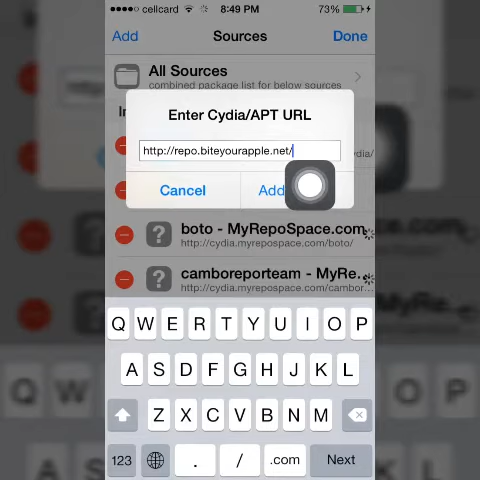 cellcard 8:49 PM 73%
Add Sources Done
All Sources
combined package list for below sources
Enter Cydia/APT URL
http://repo.biteyourapple.net/
Cancel Add
boto - MyRepoSpace.com
http://cydia.myrepospace.com/boto/
camboreporteam - MyRe...
http://cydia.myrepospace.com/cambor...
Q W E R T Y U I O P
A S D F G H J K L
Z X C V B N M
123 . / .com Next